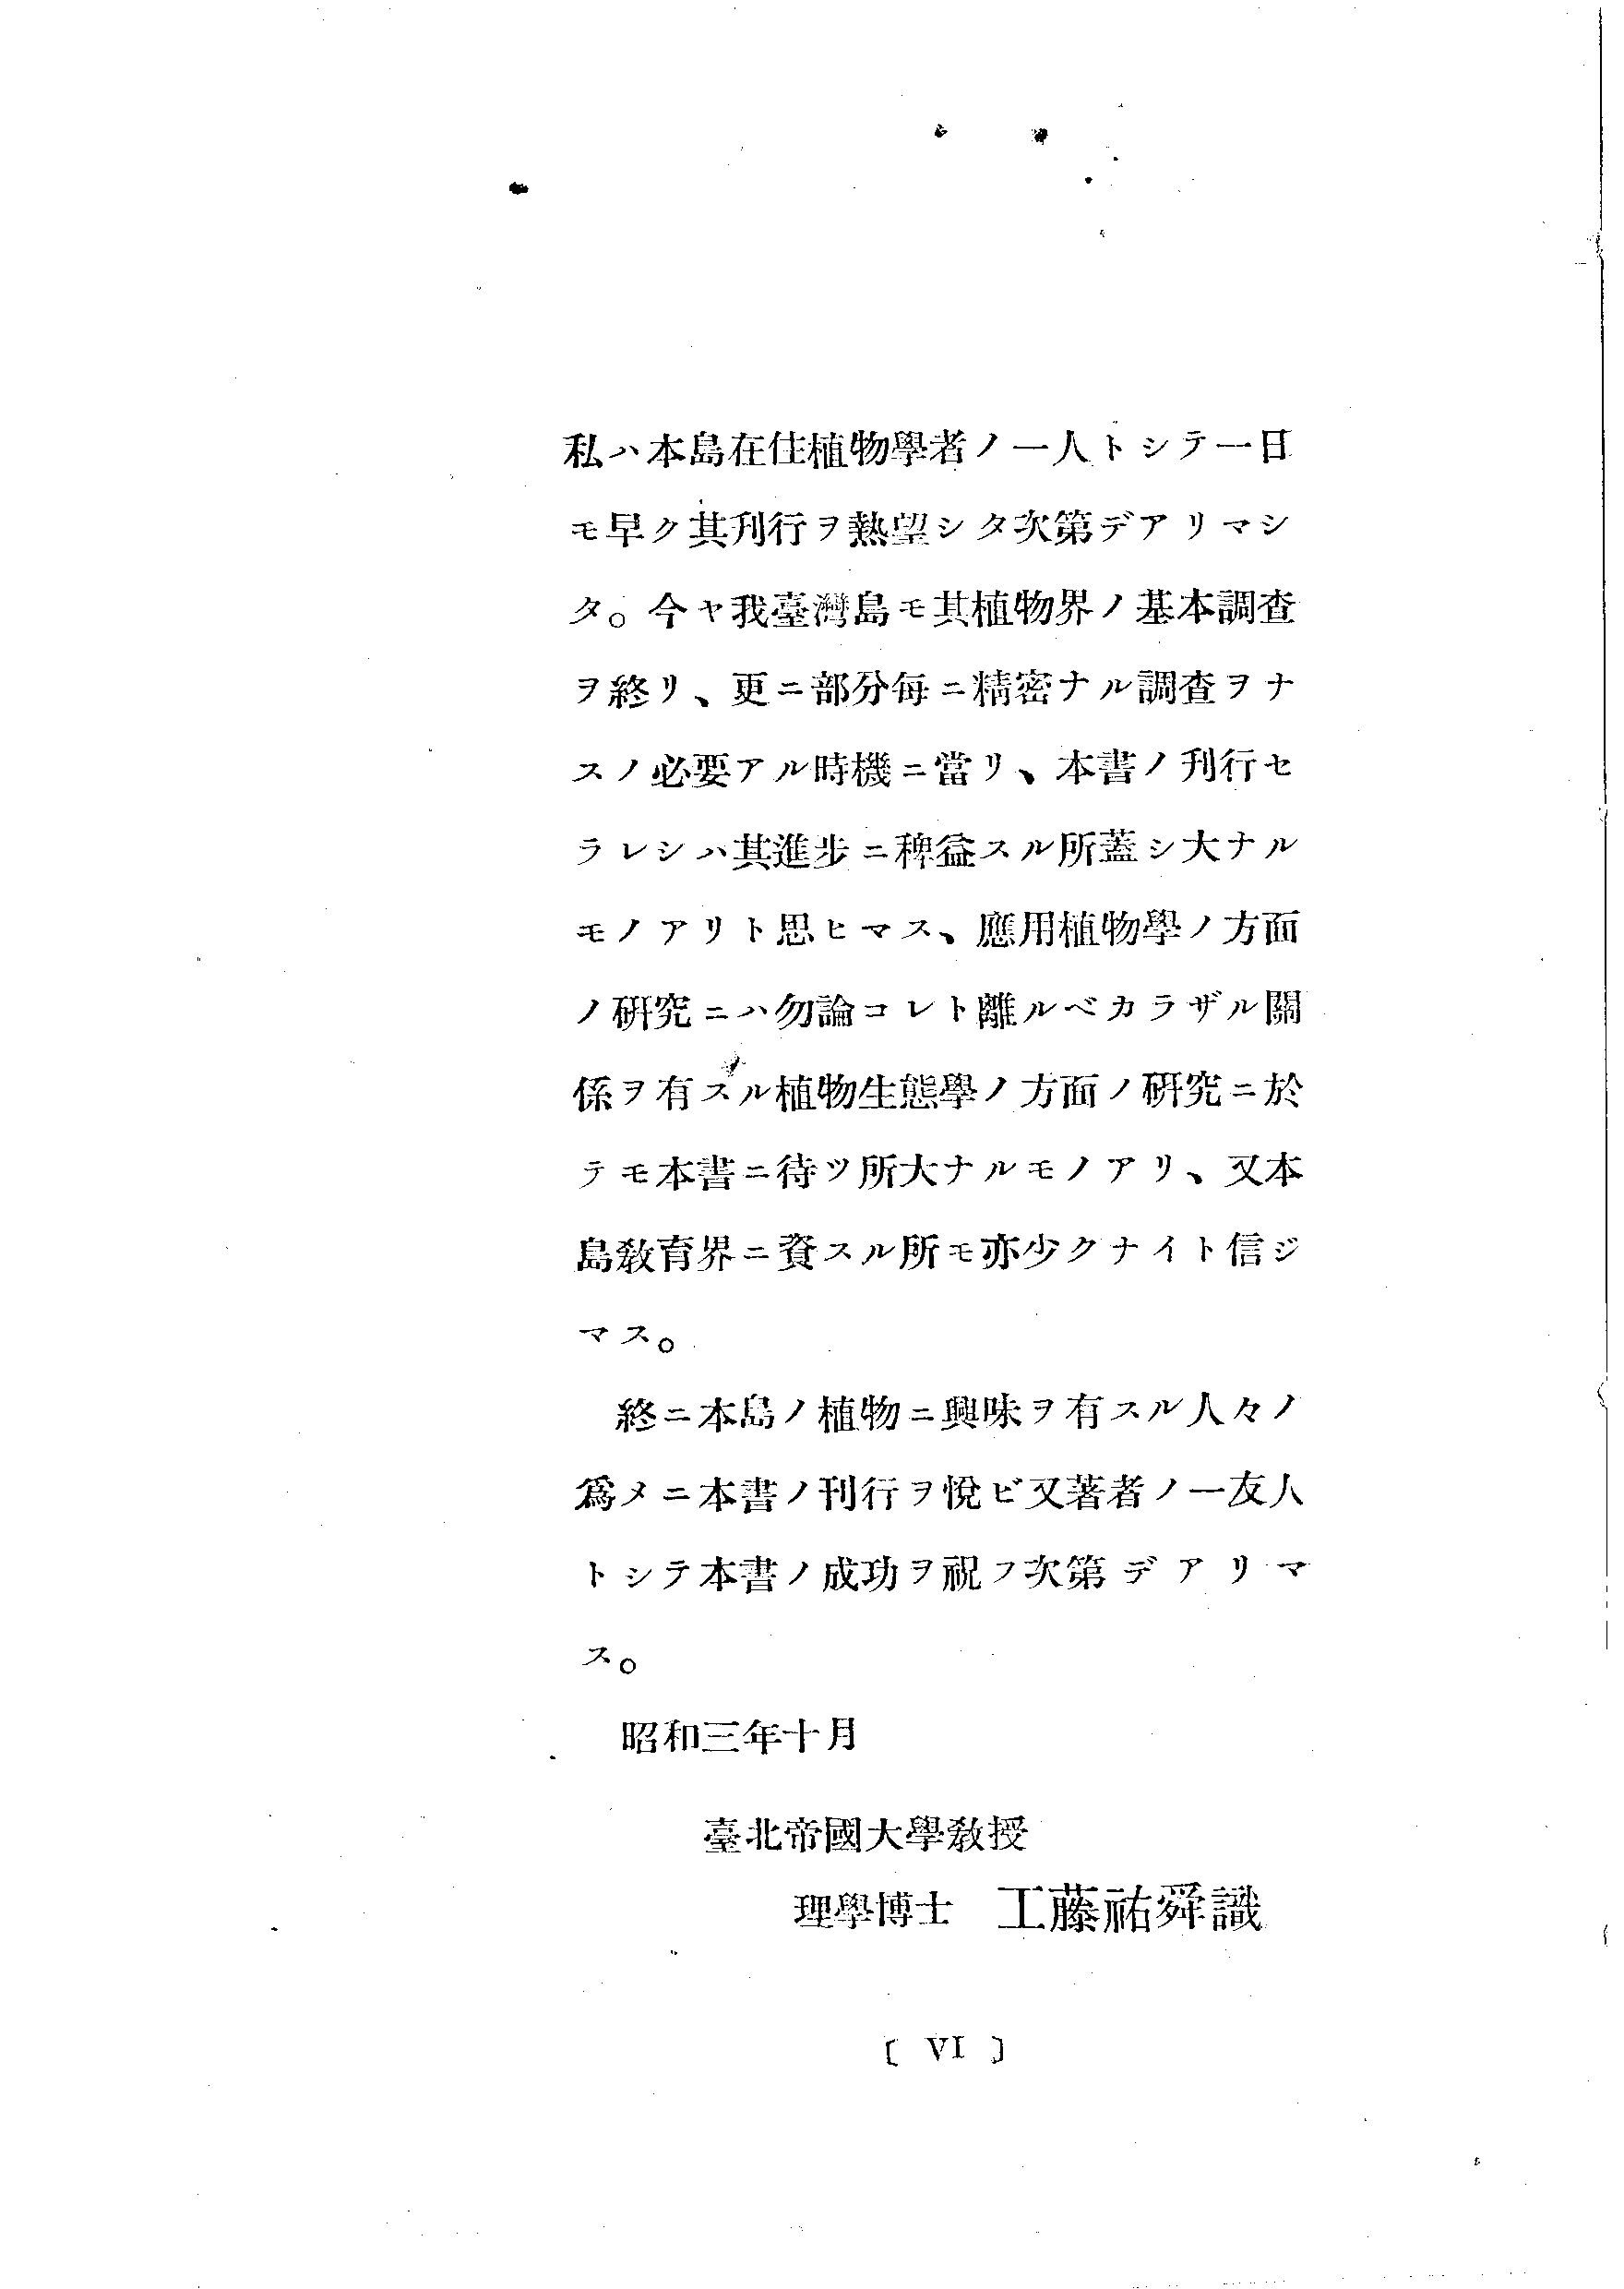 私ハ本島在住植物學者ノ一人トシテ一日
モ早ク其刊行ヲ熱望シタ次第デアリマシ
タ。今ヤ我臺灣島モ其植物界ノ基本調査
ヲ終リ、更ニ部分每ニ精密ナル調査ヲナ
スノ必要アル時機ニ當リ、本書ノ刊行セ
ラレシハ其進步ニ稗益スル所蓋シ大ナル
モノアリト思ヒマス、應用植物學ノ方面
ノ硏究ニハ勿論コレト離ルベカラザル關
係ヲ有スル植物生態學ノ方面ノ硏究ニ於
テモ本書ニ待ツ所大ナルモノアリ、又本
島敎育界ニ資スル所モ亦少クナイト信ジ
マス。
終ニ本島ノ植物ニ興味ヲ有スル人々ノ
爲メニ本書ノ刊行ヲ悅ビ又著者ノ一友人
トシテ本書ノ成功ヲ祝フ次第デアリマ
ス。
昭和三年十月
臺北帝國大學敎授
理學博士 工藤祐舜識
〔 VI 〕